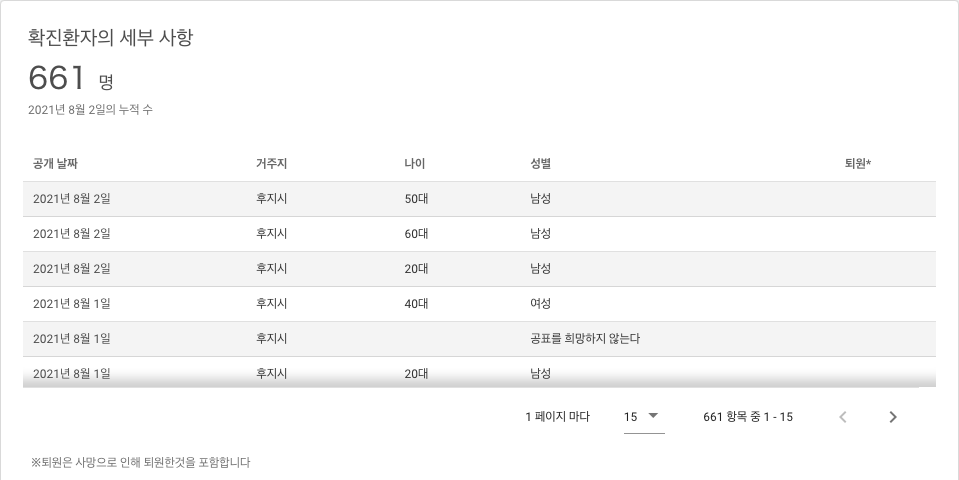 확진환자의 세부 사항
661 명
2021년 8월 2일의 누적 수
공개 날짜 거주지 나이 성별 퇴원*
2021년 8월 2일 후지시 50대 남성
2021년 8월 2일 후지시 60대 남성
2021년 8월 2일 후지시 20대 남성
2021년 8월 1일 후지시 40대 여성
2021년 8월 1일 후지시 공표를 희망하지 않는다
2021년 8월 1일 후지시 20대 남성
1 페이지 마다 15 661 항목 중 1 - 15
※퇴원은 사망으로 인해 퇴원한것을 포함합니다